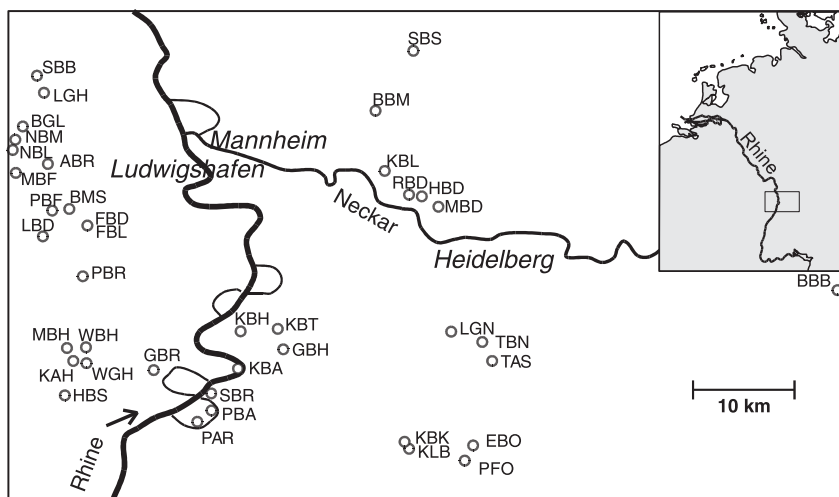 SBS
SBB
LGH
BBM
BGL
NBM
Mannheim
NBL
ABR
Ludwigshafen
KBL
MBF
RBD
HBD
MBD
PBF
BMS
Neckar
LBD
FBD
FBL
Heidelberg
PBR
Rhine
BBB
KBH
KBT
MBH
WBH
LGN
TBN
GBR
GBH
TAS
KAH
WGH
KBA
HBS
SBR
PBA
10 km
PAR
Rhine
KBK
EBO
KLB
PFO